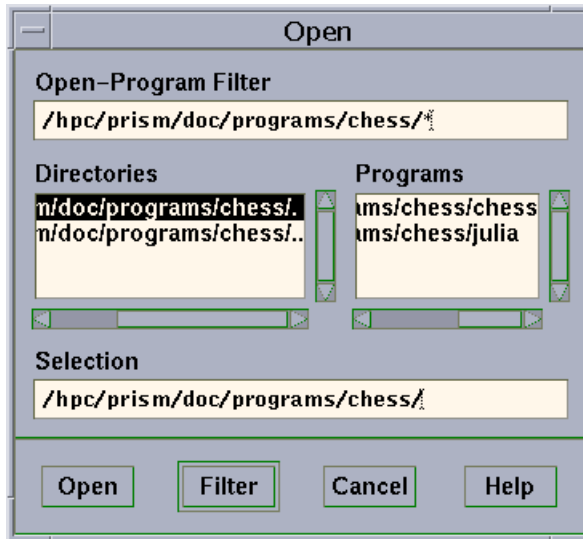 Open
Open-Program Filter
/hpc/prism/doc/programs/chess/*
Directories
m/doc/programs/chess/.
m/doc/programs/chess/..
Programs
ams/chess/chess
ams/chess/julia
Selection
/hpc/prism/doc/programs/chess/
Open Filter Cancel Help